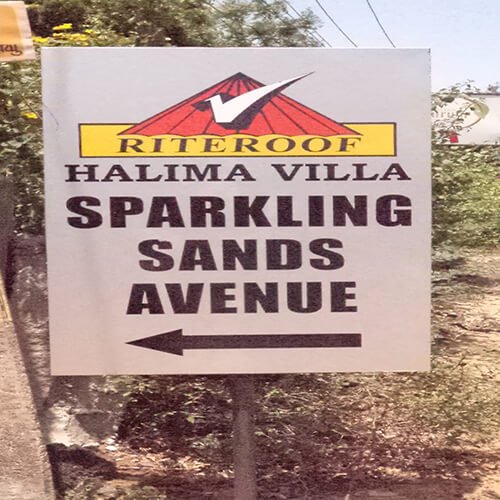 RITEROOF
HALIMA VILLA
SPARKLING
SANDS
AVENUE